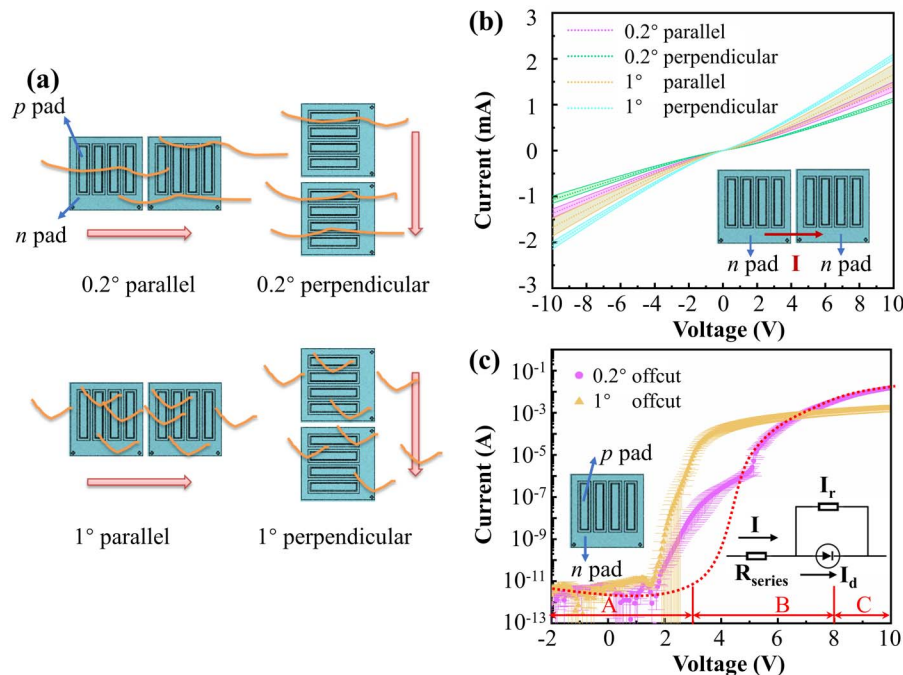 (a)
p pad
n pad
0.2° parallel
0.2° perpendicular
1° parallel
1° perpendicular
(b)
Current (mA)
3
2
1
0
-1
-2
-3
0.2° parallel
0.2° perpendicular
1° parallel
1° perpendicular
n pad I n pad
-10 -8 -6 -4 -2 0 2 4 6 8 10
Voltage (V)
(c)
Current (A)
10-1
10-3
10-5
10-7
10-9
10-11
10-13
0.2° offcut
1° offcut
p pad
n pad
Ir
I
Rseries
Id
A B C
-2 0 2 4 6 8 10
Voltage (V)